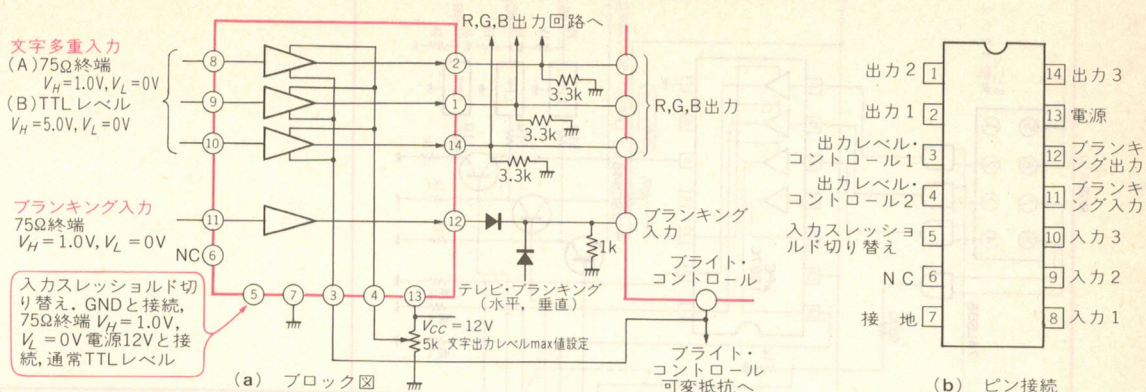 R,G,B出力回路へ
文字多重入力
(A)75Ω終端
VH=1.0V,VL=0V
(B)TTLレベル
VH=5.0V,VL=0V
8
9
10
2
1
14
3.3k
3.3k
3.3k
R,G,B出力
ブランキング入力
75Ω終端
VH=1.0V,VL=0V
11
12
NC
6
1k
ブランキング
入力
テレビ・ブランキング
(水平,垂直)
ブライト・
コントロール
5
7
3
4
13
入力スレッショルド切
り替え.GNDと接続,
75Ω終端VH=1.0V,
VL=0V電源12Vと接
続,通常TTLレベル
VCC=12V
5k 文字出力レベルmax値設定
ブライト・
コントロール
可変抵抗へ
(a) ブロック図
出力2
1
出力1
2
出力レベル・
コントロール1
3
出力レベル・
コントロール2
4
入力スレッショ
ルド切り替え
5
NC
6
接地
7
14
出力3
13
電源
12
ブランキ
ング出力
11
ブランキ
ング入力
10
入力3
9
入力2
8
入力1
(b) ピン接続